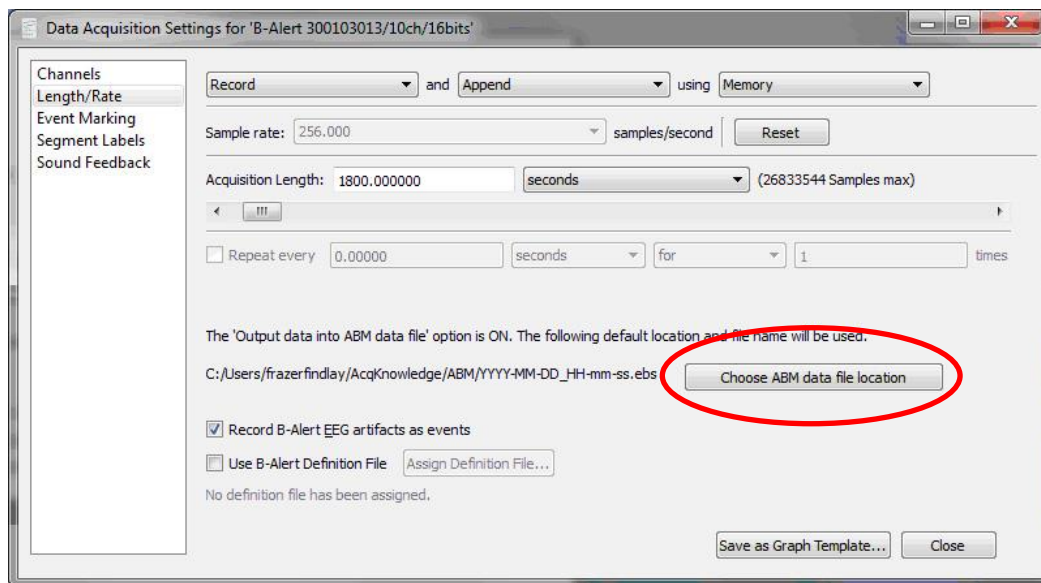 Data Acquisition Settings for 'B-Alert 300103013/10ch/16bits'
Channels
Length/Rate
Event Marking
Segment Labels
Sound Feedback
Record and Append using Memory
Sample rate: 256.000 samples/second Reset
Acquisition Length: 1800.000000 seconds (26833544 Samples max)
Repeat every 0.00000 seconds for 1 times
The 'Output data into ABM data file' option is ON. The following default location and file name will be used.
C:/Users/frazerfindlay/AcqKnowledge/ABM/YYYY-MM-DD_HH-mm-ss.ebs Choose ABM data file location
Record B-Alert EEG artifacts as events
Use B-Alert Definition File Assign Definition File...
No definition file has been assigned.
Save as Graph Template... Close